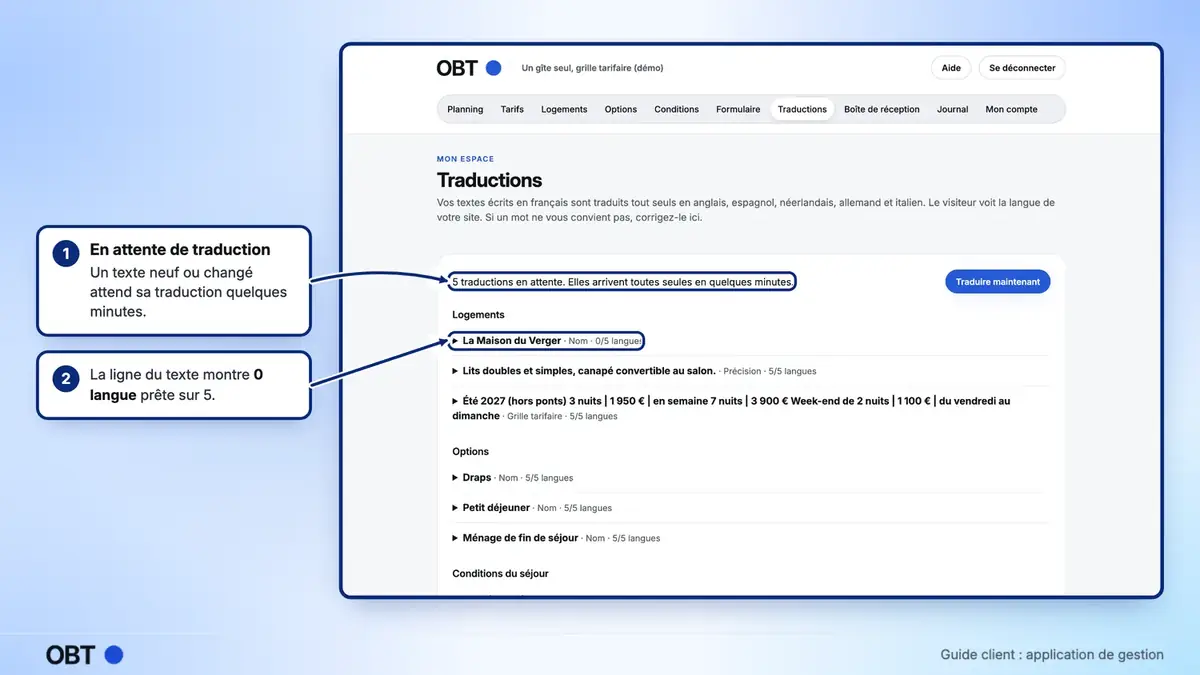 OBT
Un gîte seul, grille tarifaire (démo)
Aide
Se déconnecter
Planning
Tarifs
Logements
Options
Conditions
Formulaire
Traductions
Boîte de réception
Journal
Mon compte
MON ESPACE
Traductions
Vos textes écrits en français sont traduits tout seuls en anglais, espagnol, néerlandais, allemand et italien. Le visiteur voit la langue de
votre site. Si un mot ne vous convient pas, corrigez-le ici.
1
En attente de traduction
Un texte neuf ou changé
attend sa traduction quelques
minutes.
2
La ligne du texte montre 0
langue prête sur 5.
5 traductions en attente. Elles arrivent toutes seules en quelques minutes.
Traduire maintenant
Logements
La Maison du Verger · Nom · 0/5 langues
Lits doubles et simples, canapé convertible au salon. · Précision · 5/5 langues
Été 2027 (hors ponts) 3 nuits | 1 950 € | en semaine 7 nuits | 3 900 € Week-end de 2 nuits | 1 100 € | du vendredi au
dimanche · Grille tarifaire · 5/5 langues
Options
Draps · Nom · 5/5 langues
Petit déjeuner · Nom · 5/5 langues
Ménage de fin de séjour · Nom · 5/5 langues
Conditions du séjour
OBT
Guide client : application de gestion